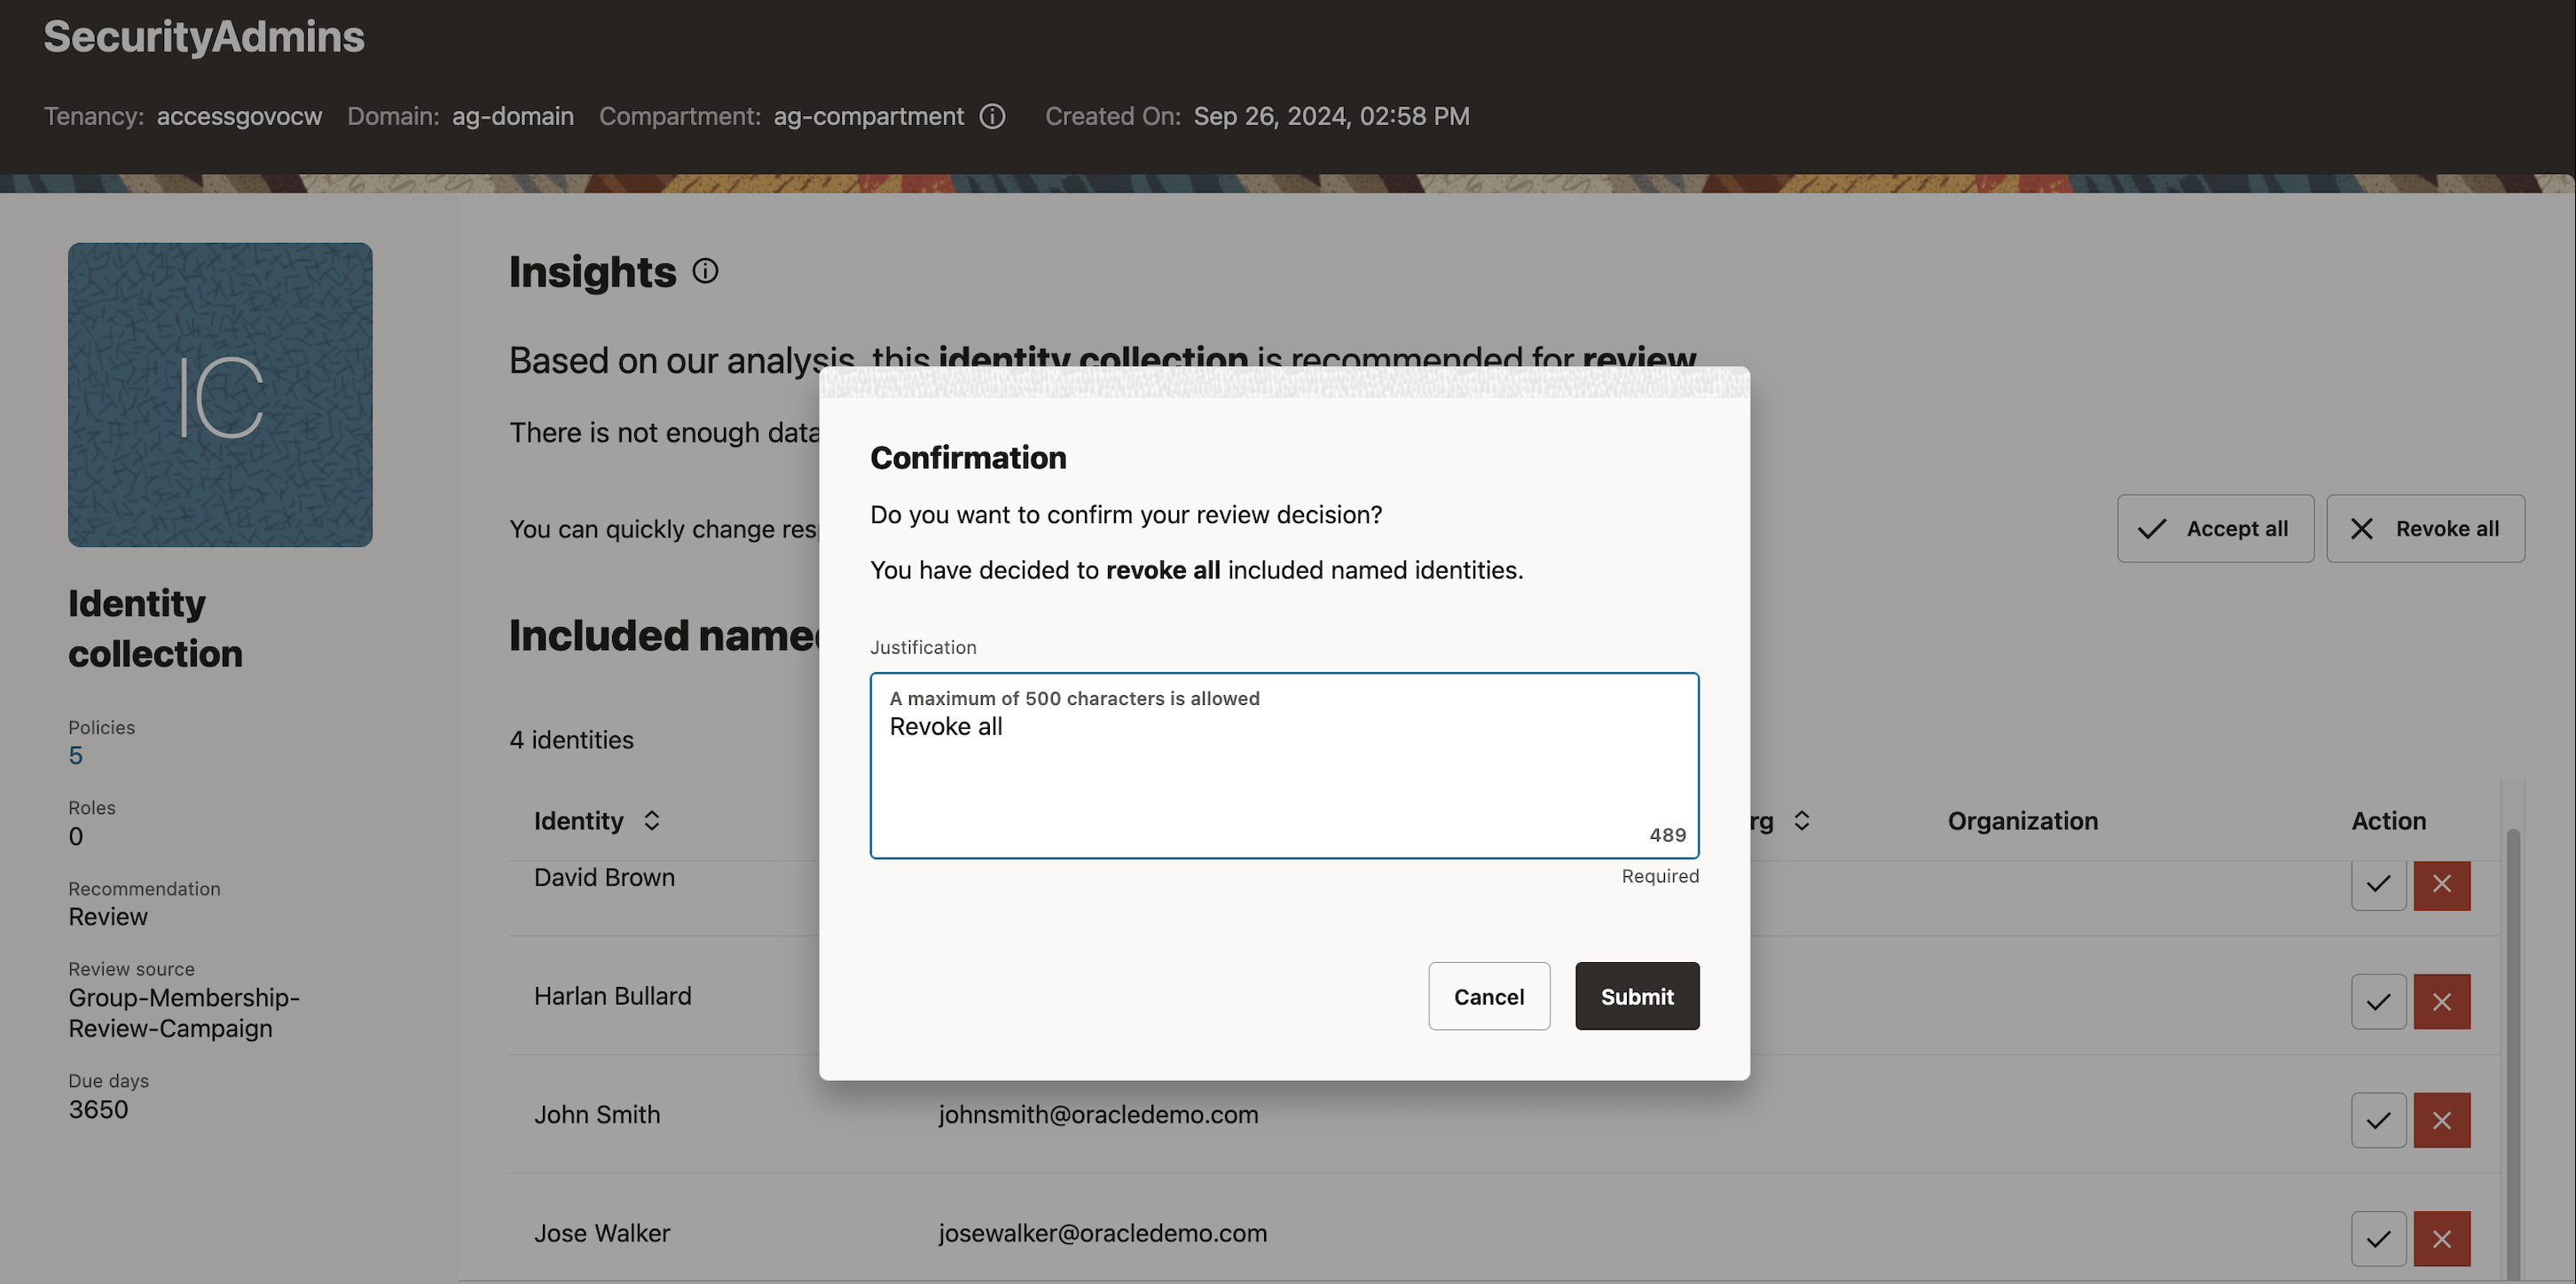 SecurityAdmins
Tenancy: accessgovocw Domain: ag-domain Compartment: ag-compartment Created On: Sep 26, 2024, 02:58 PM
IC
Identity
collection
Policies
5
Roles
0
Recommendation
Review
Review source
Group-Membership-
Review-Campaign
Due days
3650
Insights
Based on our analysis, this identity collection is recommended for review
There is not enough data
You can quickly change
Accept all
Revoke all
Included named
4 identities
Identity
Organization
Action
David Brown
Harlan Bullard
John Smith johnsmith@oracledemo.com
Jose Walker josewalker@oracledemo.com
Confirmation
Do you want to confirm your review decision?
You have decided to revoke all included named identities.
Justification
A maximum of 500 characters is allowed
Revoke all
489
Required
Cancel
Submit